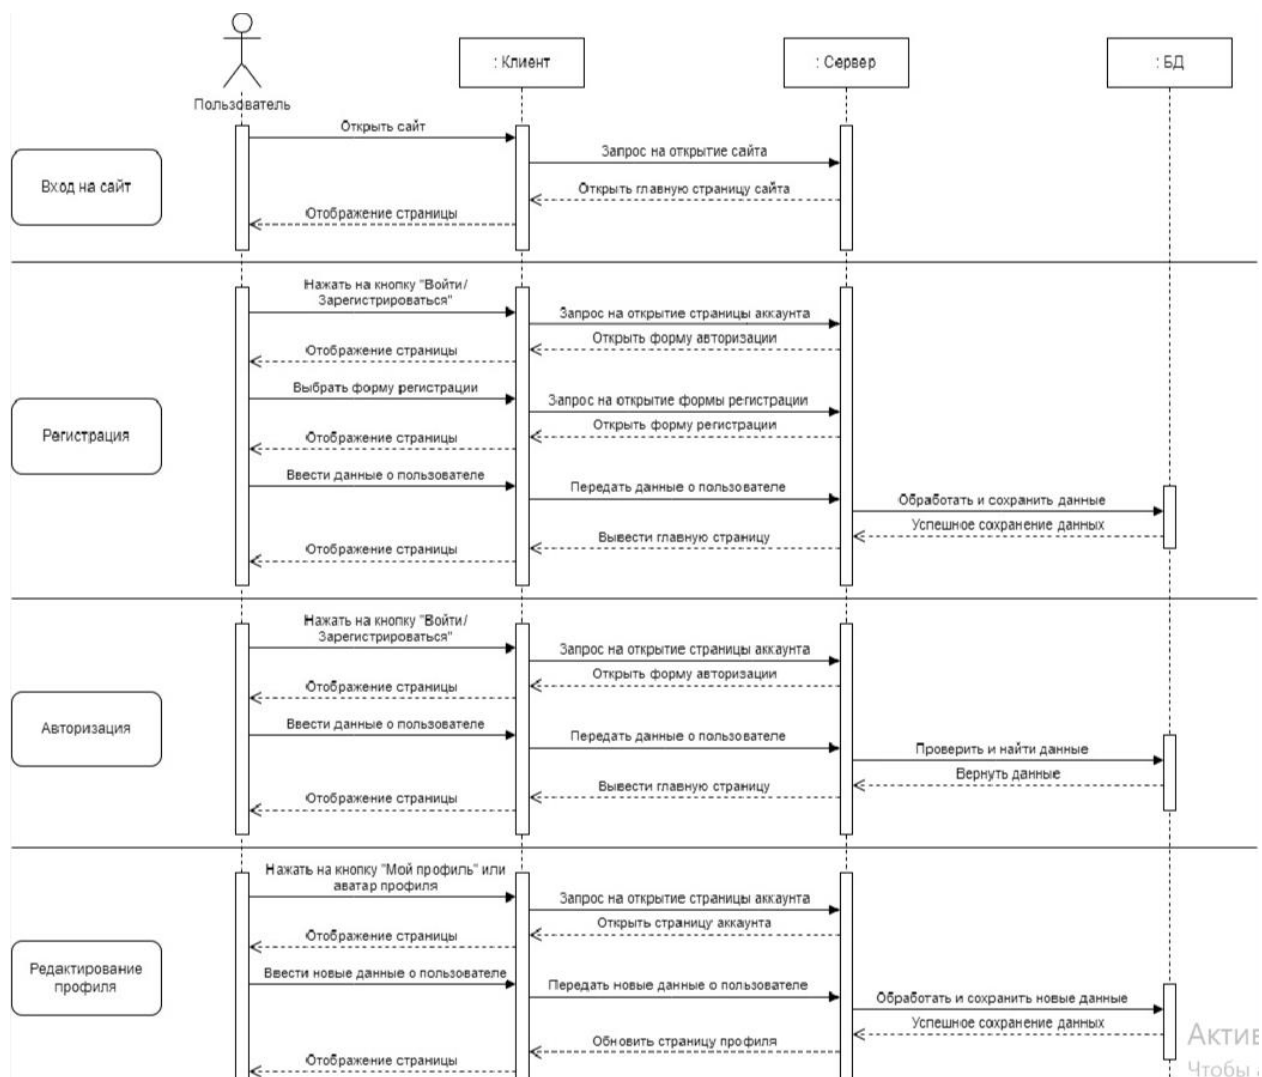 : Клиент
: Сервер
: БД
Пользователь
Открыть сайт
Запрос на открытие сайта
Вход на сайт
Открыть главную страницу сайта
Отображение страницы
Нажать на кнопку "Войти/
Зарегистрироваться"
Запрос на открытие страницы аккаунта
Открыть форму авторизации
Отображение страницы
Выбрать форму регистрации
Запрос на открытие формы регистрации
Открыть форму регистрации
Регистрация
Отображение страницы
Ввести данные о пользователе
Передать данные о пользователе
Обработать и сохранить данные
Успешное сохранение данных
Вывести главную страницу
Отображение страницы
Нажать на кнопку "Войти/
Зарегистрироваться"
Запрос на открытие страницы аккаунта
Открыть форму авторизации
Отображение страницы
Ввести данные о пользователе
Авторизация
Передать данные о пользователе
Проверить и найти данные
Вернуть данные
Вывести главную страницу
Отображение страницы
Нажать на кнопку "Мой профиль" или
аватар профиля
Запрос на открытие страницы аккаунта
Открыть страницу аккаунта
Отображение страницы
Редактирование
профиля
Ввести новые данные о пользователе
Передать новые данные о пользователе
Обработать и сохранить новые данные
Успешное сохранение данных
Обновить страницу профиля
Отображение страницы
Актив
Чтобы